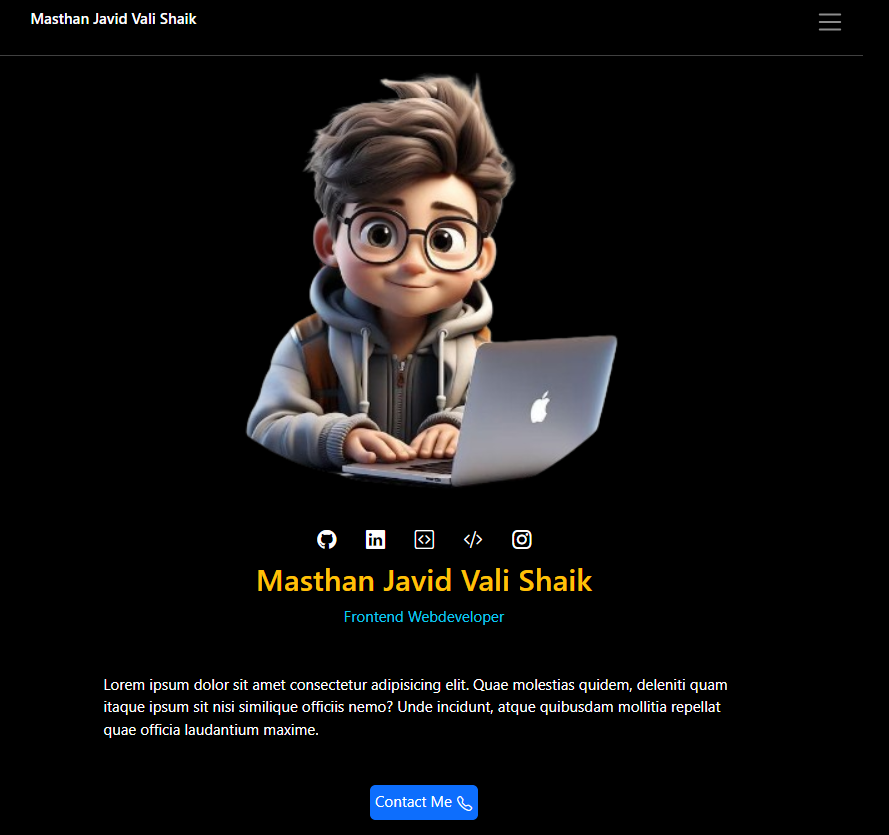 Masthan Javid Vali Shaik
Masthan Javid Vali Shaik
Frontend Webdeveloper
Lorem ipsum dolor sit amet consectetur adipisicing elit. Quae molestias quidem, deleniti quam
itaque ipsum sit nisi similique officiis nemo? Unde incidunt, atque quibusdam mollitia repellat
quae officia laudantium maxime.
Contact Me